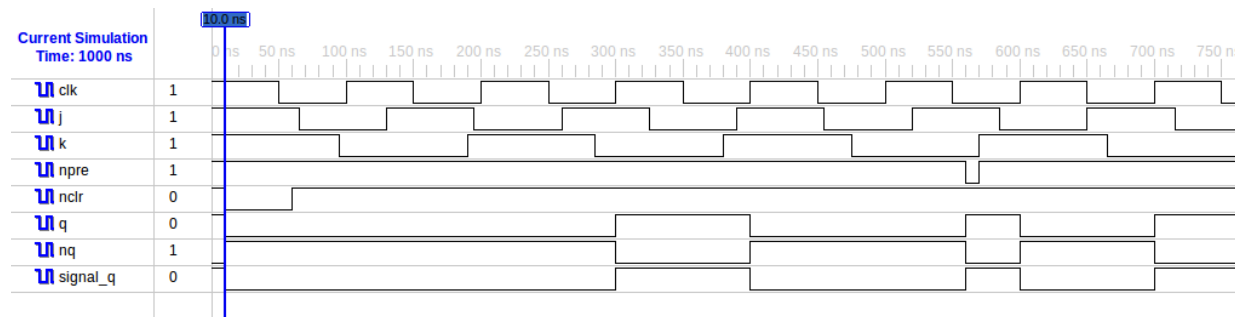 10.0 ns
Current Simulation
Time: 1000 ns
0 ns 50 ns 100 ns 150 ns 200 ns 250 ns 300 ns 350 ns 400 ns 450 ns 500 ns 550 ns 600 ns 650 ns 700 ns 750 n
clk 1
j 1
k 1
npre 1
nclr 0
q 0
nq 1
signal_q 0